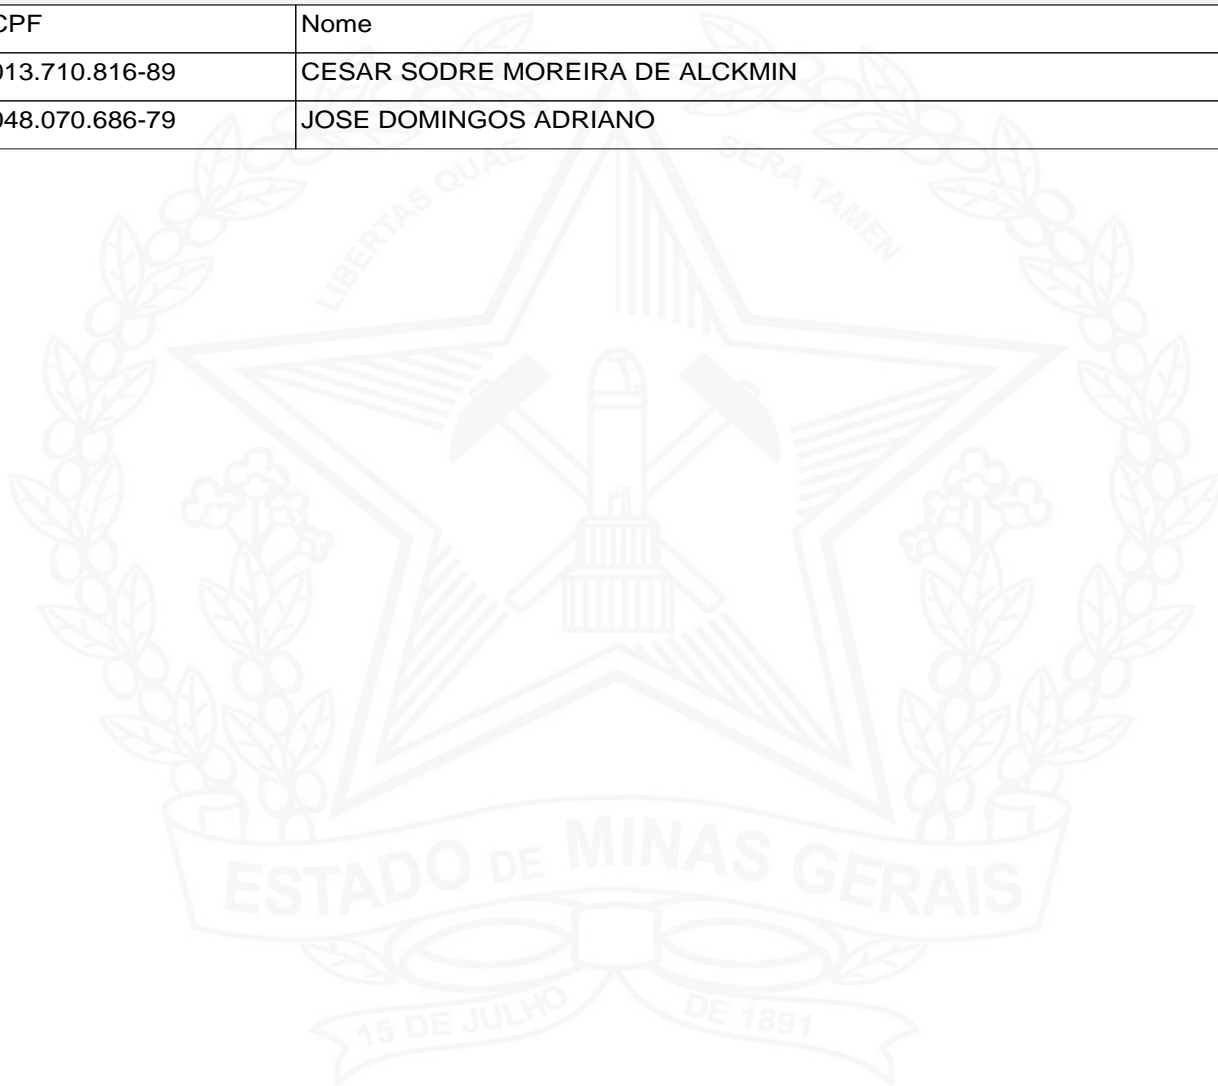 CPF Nome
013.710.816-89 CESAR SODRE MOREIRA DE ALCKMIN
048.070.686-79 JOSE DOMINGOS ADRIANO
LIBERTAS QUAE SERA TAMEN
ESTADO DE MINAS GERAIS
15 DE JULHO DE 1891